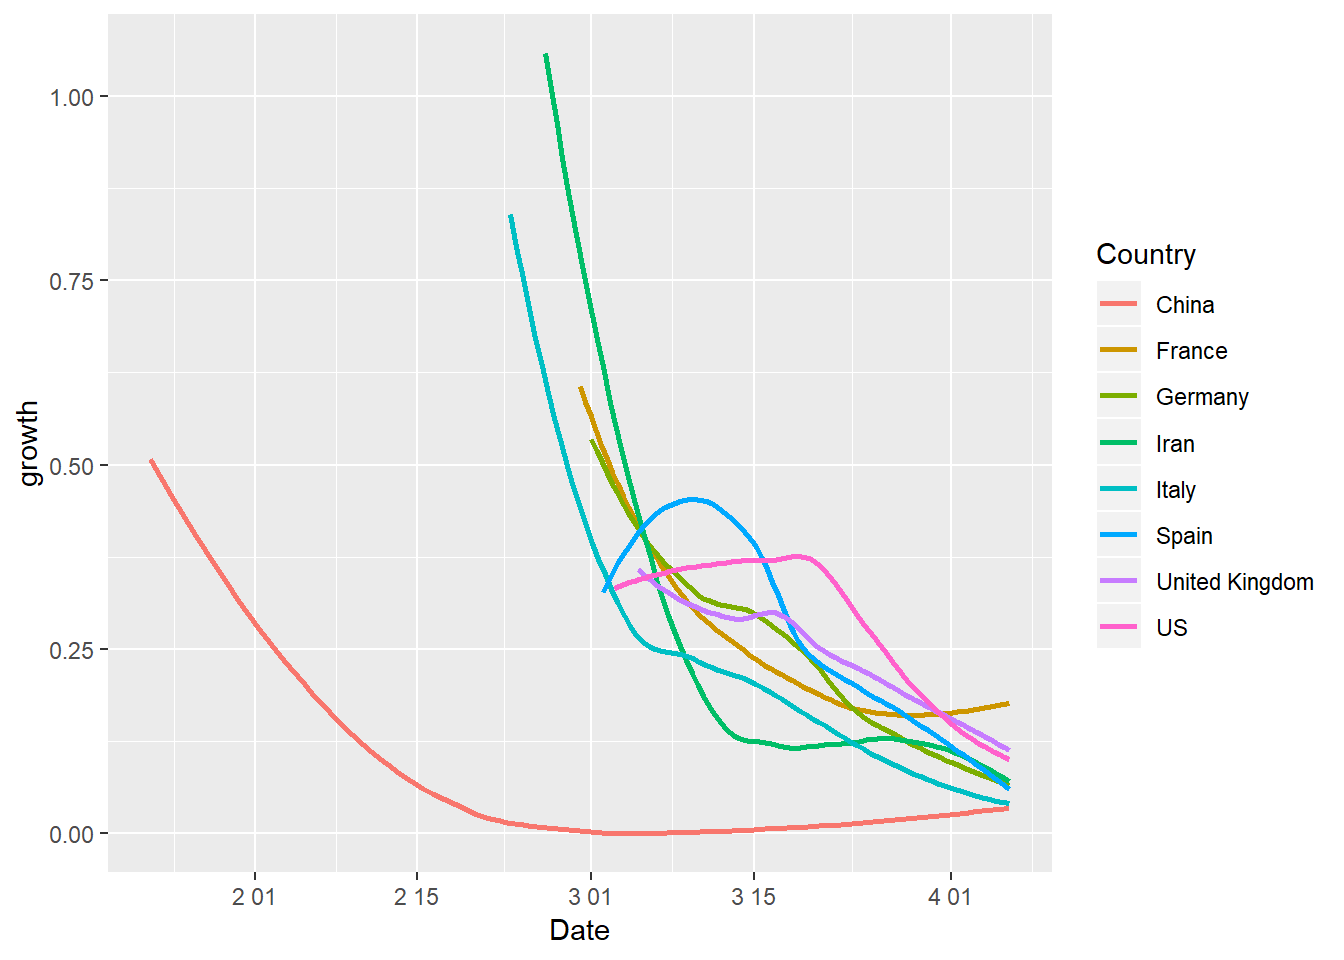 growth
1.00
0.75
0.50
0.25
0.00
2 01
2 15
3 01
3 15
4 01
Date
Country
China
France
Germany
Iran
Italy
Spain
United Kingdom
US